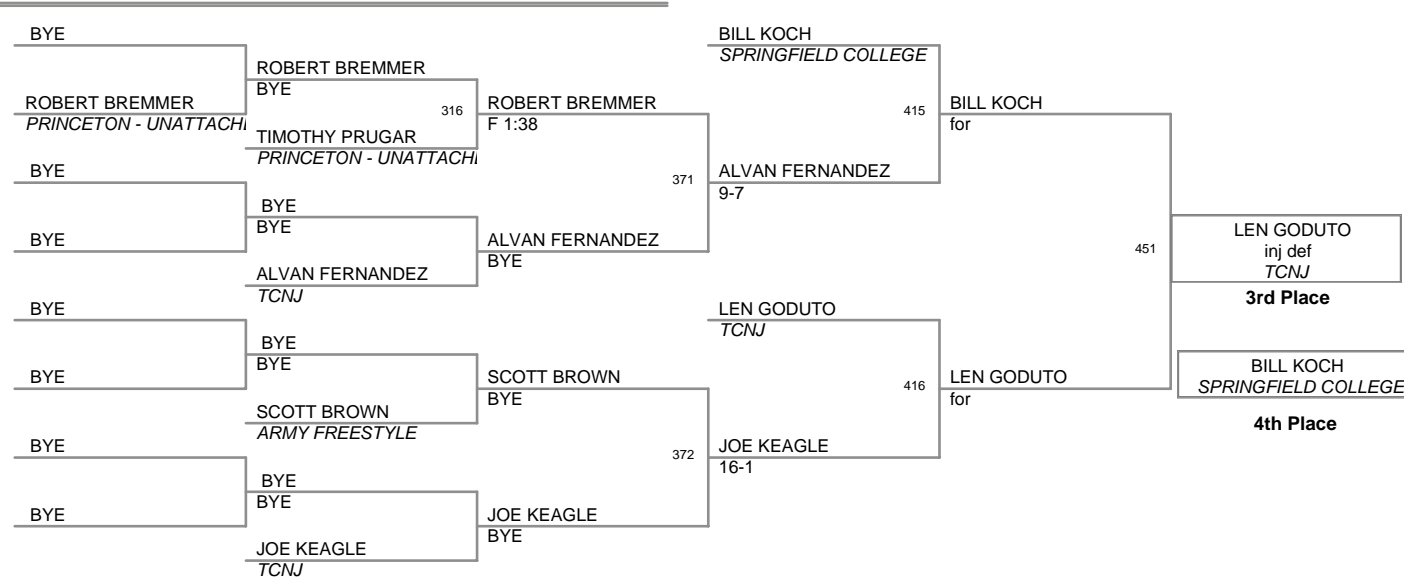 BYE
ROBERT BREMMER
PRINCETON - UNATTACH
BYE
BYE
BYE
BYE
BYE
BYE
ROBERT BREMMER
BYE
316
TIMOTHY PRUGAR
PRINCETON - UNATTACH
BYE
BYE
ALVAN FERNANDEZ
TCNJ
BYE
BYE
SCOTT BROWN
ARMY FREESTYLE
BYE
BYE
JOE KEAGLE
TCNJ
ROBERT BREMMER
F 1:38
371
ALVAN FERNANDEZ
BYE
SCOTT BROWN
BYE
372
JOE KEAGLE
BYE
BILL KOCH
SPRINGFIELD COLLEGE
415
ALVAN FERNANDEZ
9-7
LEN GODUTO
TCNJ
416
JOE KEAGLE
16-1
BILL KOCH
for
451
LEN GODUTO
for
LEN GODUTO
inj def
TCNJ
3rd Place
BILL KOCH
SPRINGFIELD COLLEGE
4th Place